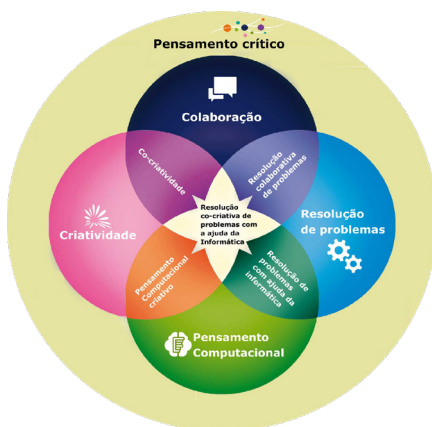 Pensamento crítico
Colaboração
Co-criatividade
Resolução
colaborativa
de problemas
Criatividade
Resolução
co-criativa de
problemas com
a ajuda da
Informática
Resolução
de problemas
Pensamento
Computacional
criativo
Resolução de
problemas
com ajuda da
informática
Pensamento
Computacional